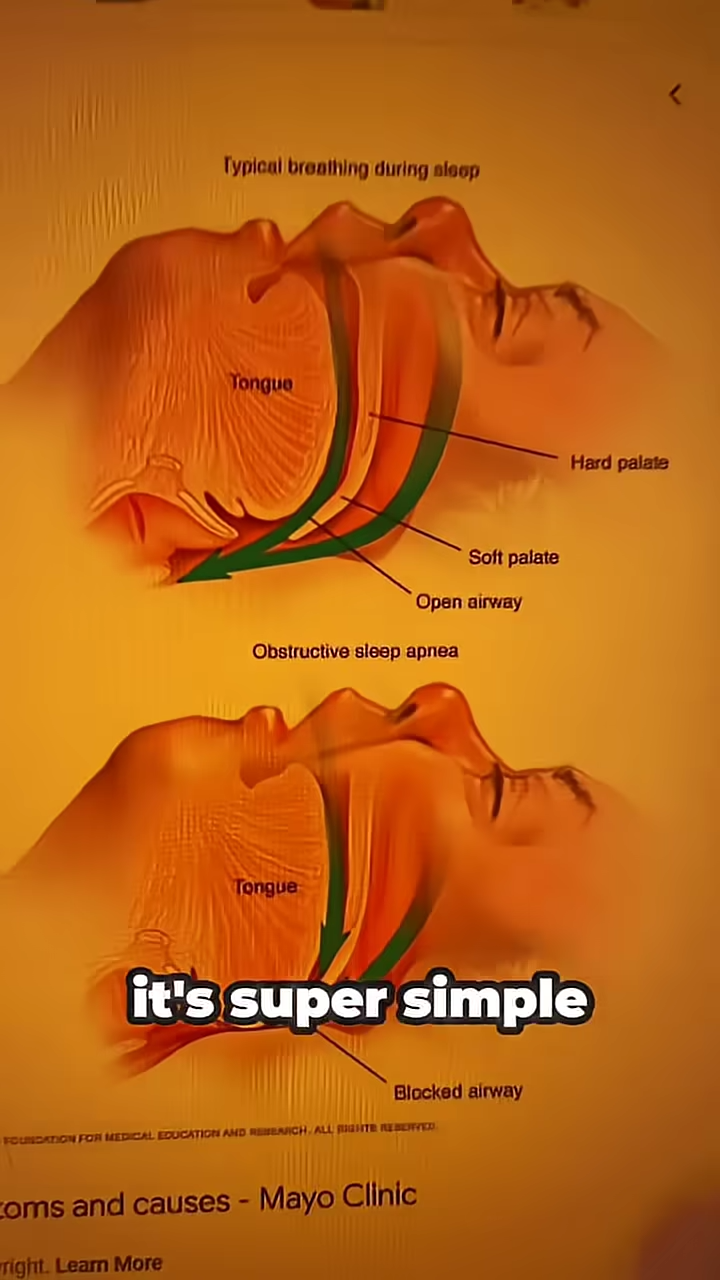 Typical breathing during sleep
Tongue
Hard palate
Soft palate
Open airway
Obstructive sleep apnea
Tongue
it's super simple
Blocked airway
FOUNDATION FOR MEDICAL EDUCATION AND RESEARCH. ALL RIGHTS RESERVED.
toms and causes - Mayo Clinic
right. Learn More